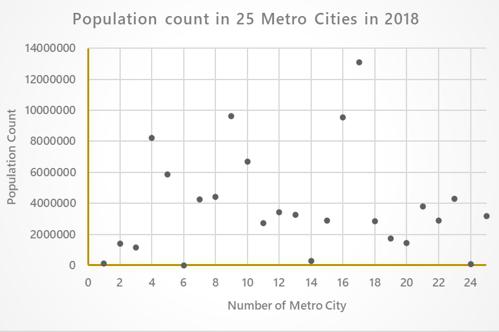 Population count in 25 Metro Cities in 2018
14000000
12000000
10000000
8000000
6000000
4000000
2000000
0
Population Count
0 2 4 6 8 10 12 14 16 18 20 22 24
Number of Metro City